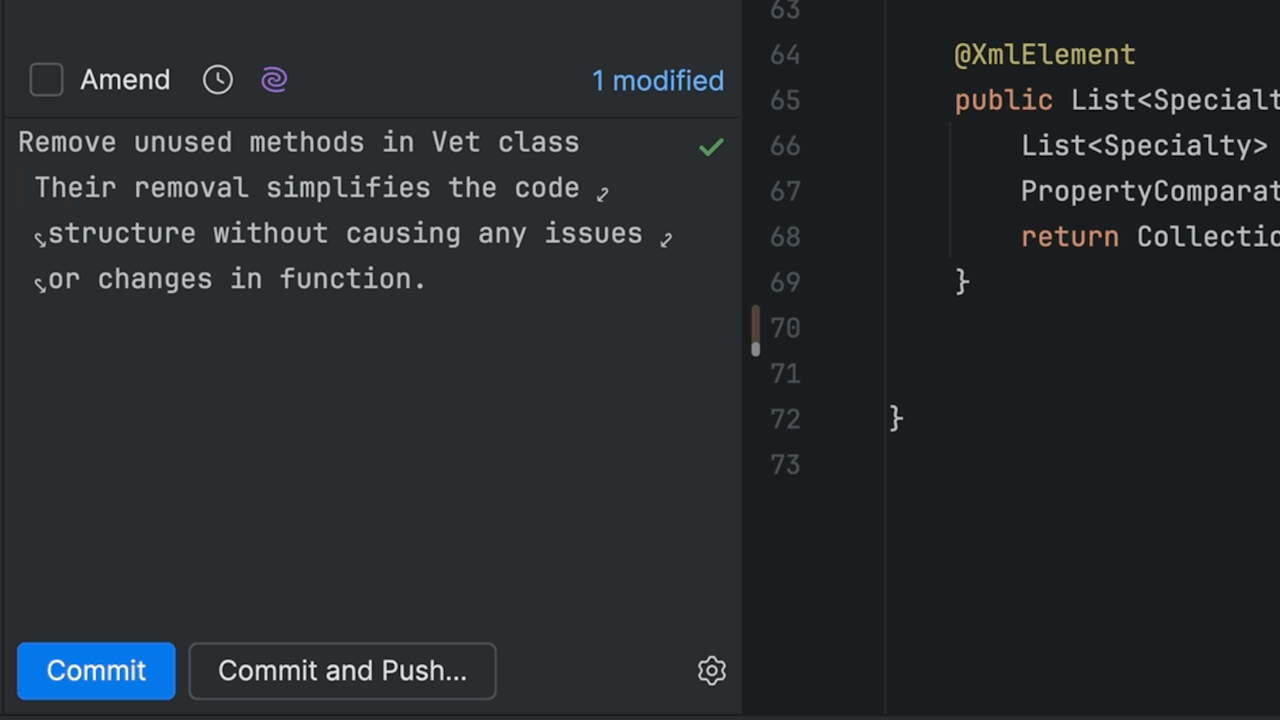 Amend
1 modified
Remove unused methods in Vet class
Their removal simplifies the code
structure without causing any issues
or changes in function.
Commit
Commit and Push...
63
64 @XmlElement
65 public List<Specialt
66 List<Specialty>
67 PropertyComparat
68 return Collectio
69 }
70
71
72 }
73